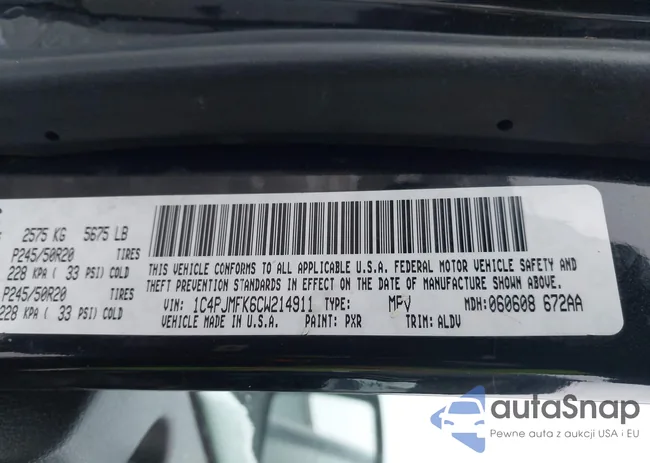 2575 KG 5675 LB
P245/50R20 TIRES
228 KPA ( 33 PSI) COLD
P245/50R20 TIRES
228 KPA ( 33 PSI) COLD
THIS VEHICLE CONFORMS TO ALL APPLICABLE U.S.A. FEDERAL MOTOR VEHICLE SAFETY AND
THEFT PREVENTION STANDARDS IN EFFECT ON THE DATE OF MANUFACTURE SHOWN ABOVE.
VIN: 1C4PJMFK6CW214911 TYPE: MPV MDH: 060608 672AA
VEHICLE MADE IN U.S.A. PAINT: PXR TRIM: ALDV
autaSnap
Pewne auta z aukcji USA i EU